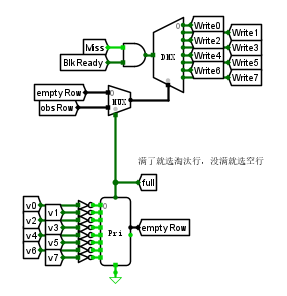 Miss
Blk Ready
DMX
Write0
Write1
Write2
Write3
Write4
Write5
Write6
Write7
empty Row
obs Row
0
MUX
满了就选淘汰行，没满就选空行
full
v0
v1
v2
v3
v4
v5
v6
v7
0
Pri
empty Row